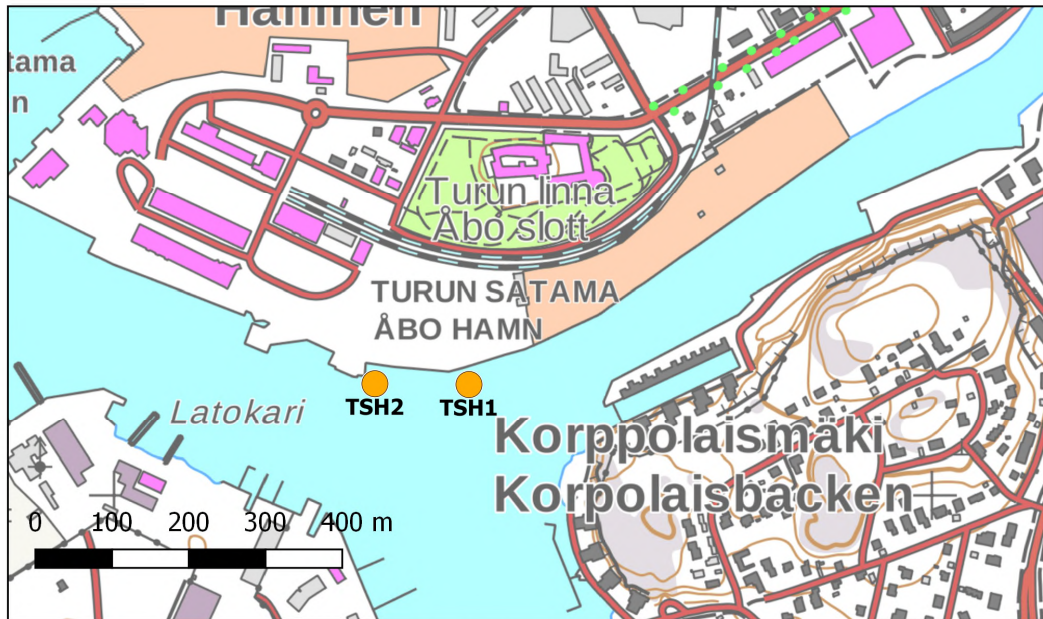 Hamnen
tama
n
Turun linna
Åbo slott
TURUN SATAMA
ÅBO HAMN
TSH2
TSH1
Latokari
Korppolaismäki
Korpolaisbacken
0 100 200 300 400 m